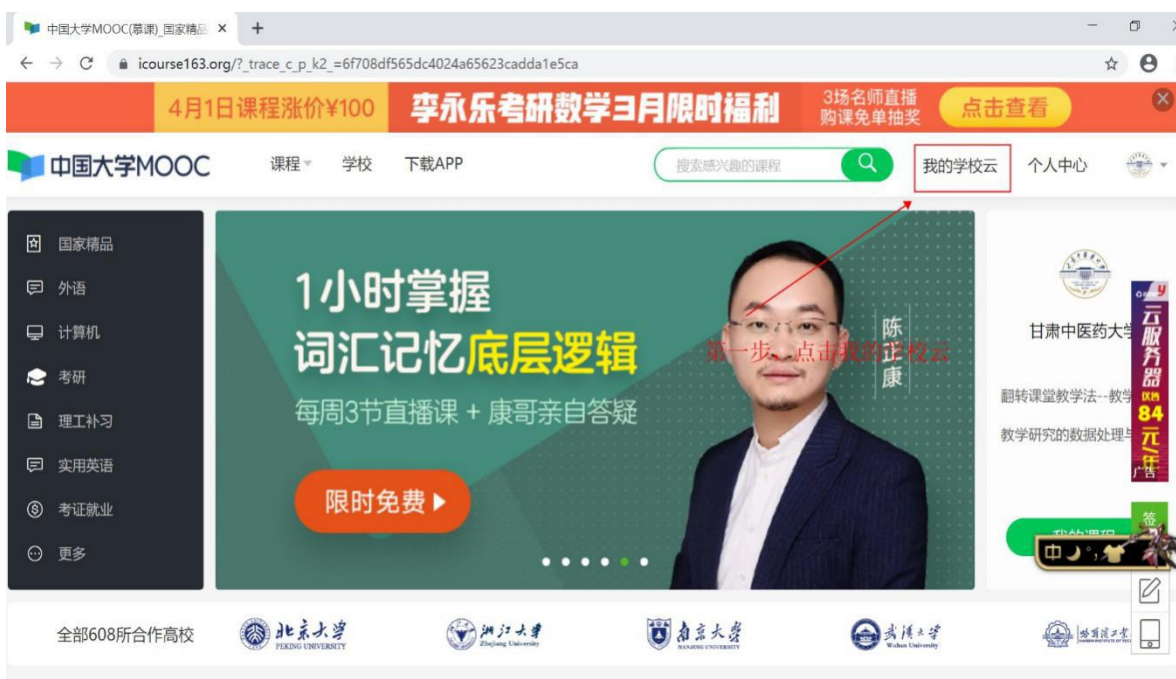 中国大学MOOC(慕课)_国家精品
icourse163.org/?_trace_c_p_k2_=6f708df565dc4024a65623cadda1e5ca
4月1日课程涨价¥100
李永乐考研数学3月限时福利
3场名师直播
购课免单抽奖
点击查看
中国大学MOOC
课程
学校
下载APP
搜索感兴趣的课程
我的学校云
个人中心
国家精品
外语
计算机
考研
理工补习
实用英语
考证就业
更多
1小时掌握
词汇记忆底层逻辑
每周3节直播课 + 康哥亲自答疑
限时免费
陈正康
第一步:点击我的学校云
甘肃中医药大学
翻转课堂教学法--教学
教学研究的数据处理与
我的课程
云服务器
仅档
84
元/年
广告
签
中
全部608所合作高校
北京大学
PEKING UNIVERSITY
浙江大学
Zhejiang University
南京大学
NANJING UNIVERSITY
武汉大学
Wuhan University